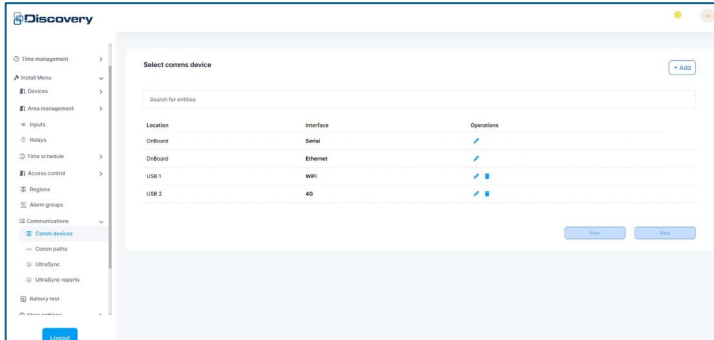 Discovery
Time management
Install Menu
Devices
Area management
Inputs
Relays
Time schedule
Access control
Regions
Alarm groups
Communications
Comm devices
Comm paths
UltraSync
UltraSync reports
Battery test
More settings
Logout
Select comms device
+ Add
Search for entities
Location Interface Operations
OnBoard Serial
OnBoard Ethernet
USB 1 WiFi
USB 2 4G
Prev Next